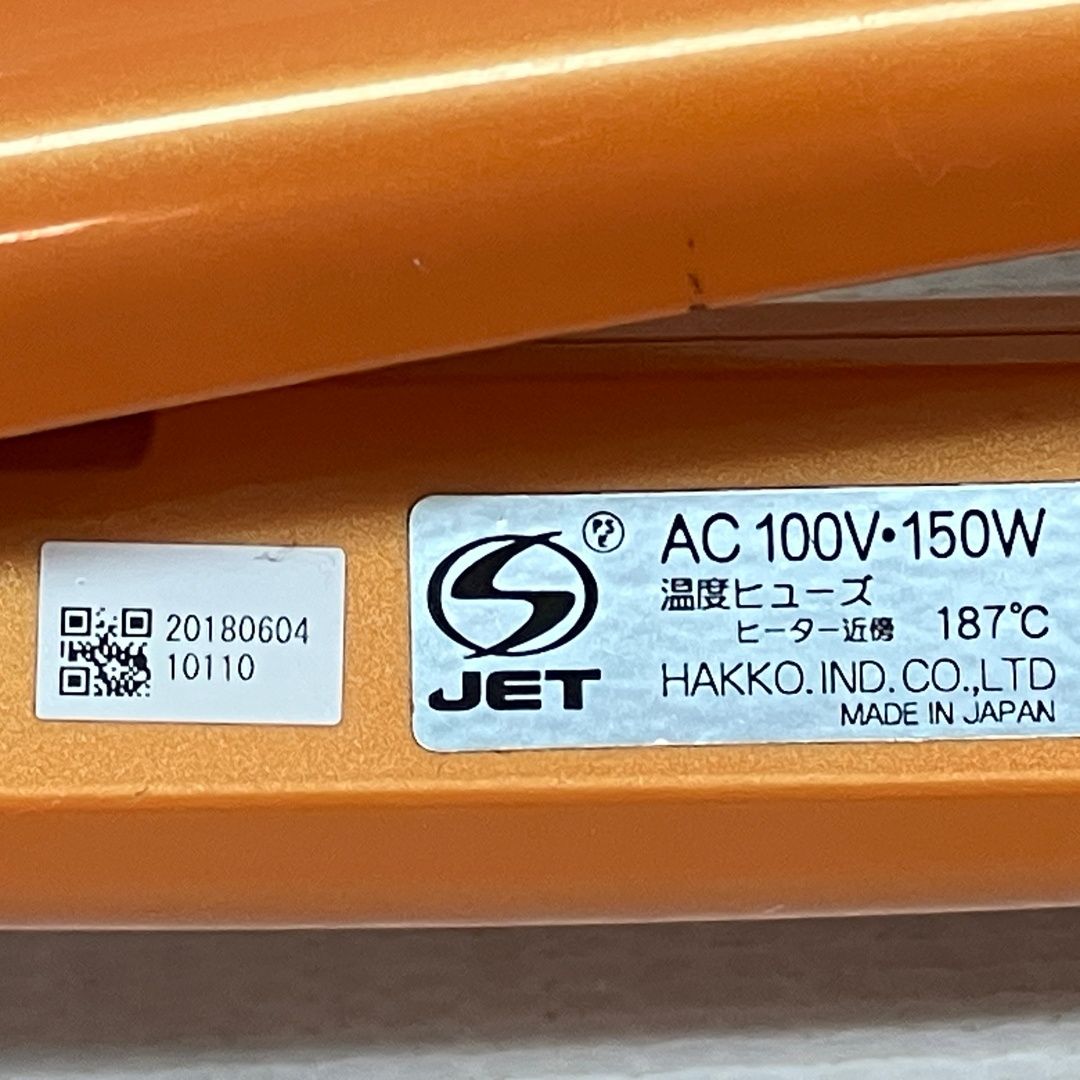 20180604
10110
PS
E
JET
AC 100V•150W
温度ヒューズ
ヒーター近傍 187℃
HAKKO.IND.CO.,LTD
MADE IN JAPAN